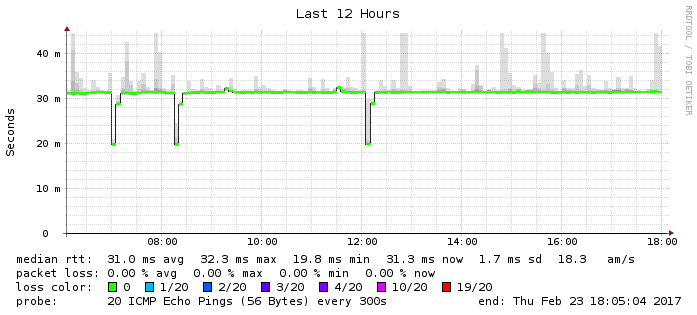 Last 12 Hours
RRDTOOL / TOBI OETIKER
Seconds
40 m
30 m
20 m
10 m
0
08:00 10:00 12:00 14:00 16:00 18:00
median rtt: 31.0 ms avg 32.3 ms max 19.8 ms min 31.3 ms now 1.7 ms sd 18.3 am/s
packet loss: 0.00 % avg 0.00 % max 0.00 % min 0.00 % now
loss color: 0 1/20 2/20 3/20 4/20 10/20 19/20
probe: 20 ICMP Echo Pings (56 Bytes) every 300s end: Thu Feb 23 18:05:04 2017